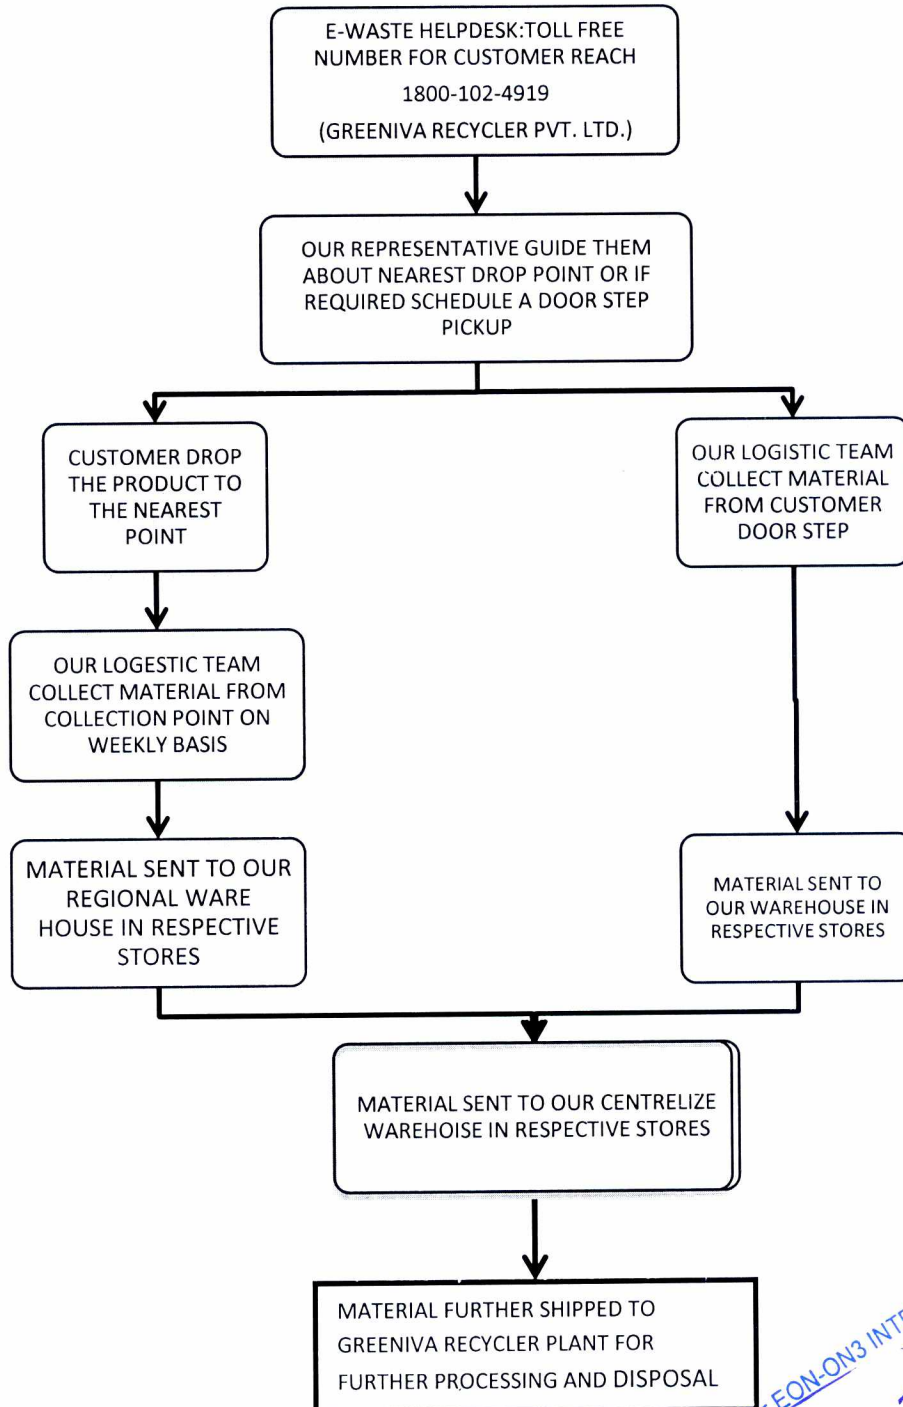 E-WASTE HELPDESK:TOLL FREE
NUMBER FOR CUSTOMER REACH
1800-102-4919
(GREENIVA RECYCLER PVT. LTD.)
OUR REPRESENTATIVE GUIDE THEM
ABOUT NEAREST DROP POINT OR IF
REQUIRED SCHEDULE A DOOR STEP
PICKUP
CUSTOMER DROP
THE PRODUCT TO
THE NEAREST
POINT
OUR LOGISTIC TEAM
COLLECT MATERIAL
FROM CUSTOMER
DOOR STEP
OUR LOGESTIC TEAM
COLLECT MATERIAL FROM
COLLECTION POINT ON
WEEKLY BASIS
MATERIAL SENT TO OUR
REGIONAL WARE
HOUSE IN RESPECTIVE
STORES
MATERIAL SENT TO
OUR WAREHOUSE IN
RESPECTIVE STORES
MATERIAL SENT TO OUR CENTRELIZE
WAREHOISE IN RESPECTIVE STORES
MATERIAL FURTHER SHIPPED TO
GREENIVA RECYCLER PLANT FOR
FURTHER PROCESSING AND DISPOSAL
EON-ON3